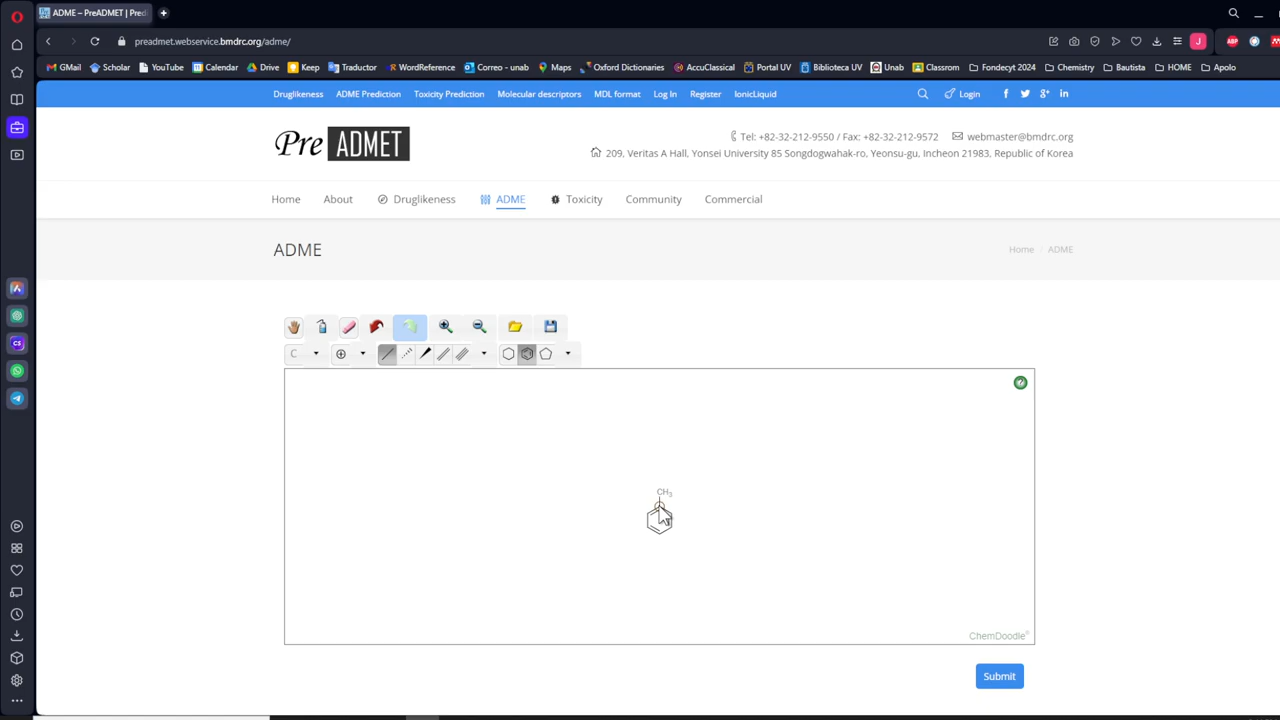 ADME – PreADMET | Pred
preadmet.webservice.bmdrc.org/adme/
GMail Scholar YouTube Calendar Drive Keep Traductor WordReference Correo - unab Maps Oxford Dictionaries AccuClassical Portal UV Biblioteca UV Unab Classrom Fondecyt 2024 Chemistry Bautista HOME Apolo
Druglikeness ADME Prediction Toxicity Prediction Molecular descriptors MDL format Log In Register IonicLiquid Login
Pre ADMET
Tel: +82-32-212-9550 / Fax: +82-32-212-9572 webmaster@bmdrc.org
209, Veritas A Hall, Yonsei University 85 Songdogwahak-ro, Yeonsu-gu, Incheon 21983, Republic of Korea
Home About Druglikeness ADME Toxicity Community Commercial
ADME
Home / ADME
C
CH3
ChemDoodle®
Submit